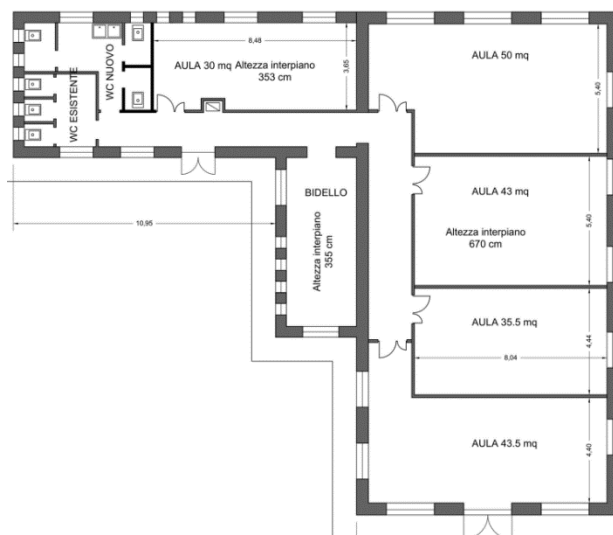 8,48
AULA 30 mq Altezza interpiano
353 cm
3,65
AULA 50 mq
5,40
WC ESISTENTE
WC NUOVO
BIDELLO
Altezza interpiano
355 cm
10,95
AULA 43 mq
Altezza interpiano
670 cm
5,40
AULA 35.5 mq
8,04
4,44
AULA 43.5 mq
4,40